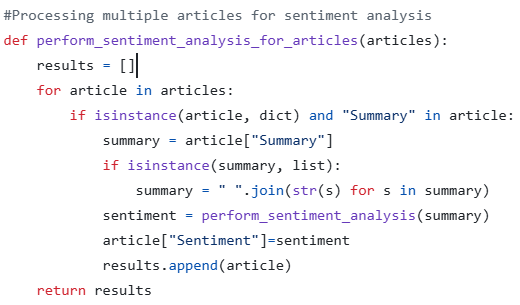 #Processing multiple articles for sentiment analysis
def perform_sentiment_analysis_for_articles(articles):
    results = []
    for article in articles:
        if isinstance(article, dict) and "Summary" in article:
            summary = article["Summary"]
            if isinstance(summary, list):
                summary = " ".join(str(s) for s in summary)
            sentiment = perform_sentiment_analysis(summary)
            article["Sentiment"]=sentiment
            results.append(article)
    return results